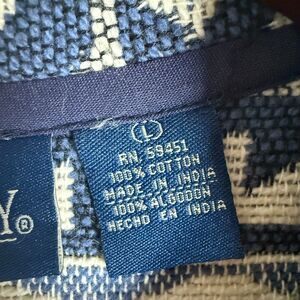 L
RN 59451
100% COTTON
MADE IN INDIA
100% ALGODON
HECHO EN INDIA
Y®